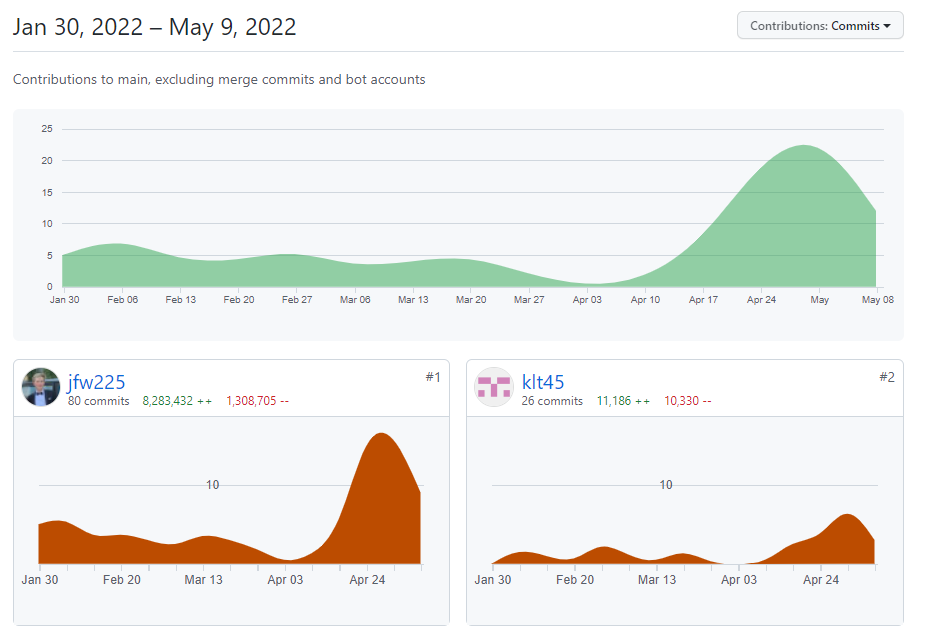 Jan 30, 2022 – May 9, 2022
Contributions: Commits
Contributions to main, excluding merge commits and bot accounts
25
20
15
10
5
0
Jan 30 Feb 06 Feb 13 Feb 20 Feb 27 Mar 06 Mar 13 Mar 20 Mar 27 Apr 03 Apr 10 Apr 17 Apr 24 May May 08
jfw225
#1
80 commits 8,283,432 ++ 1,308,705 --
10
Jan 30 Feb 20 Mar 13 Apr 03 Apr 24
klt45
#2
26 commits 11,186 ++ 10,330 --
10
Jan 30 Feb 20 Mar 13 Apr 03 Apr 24